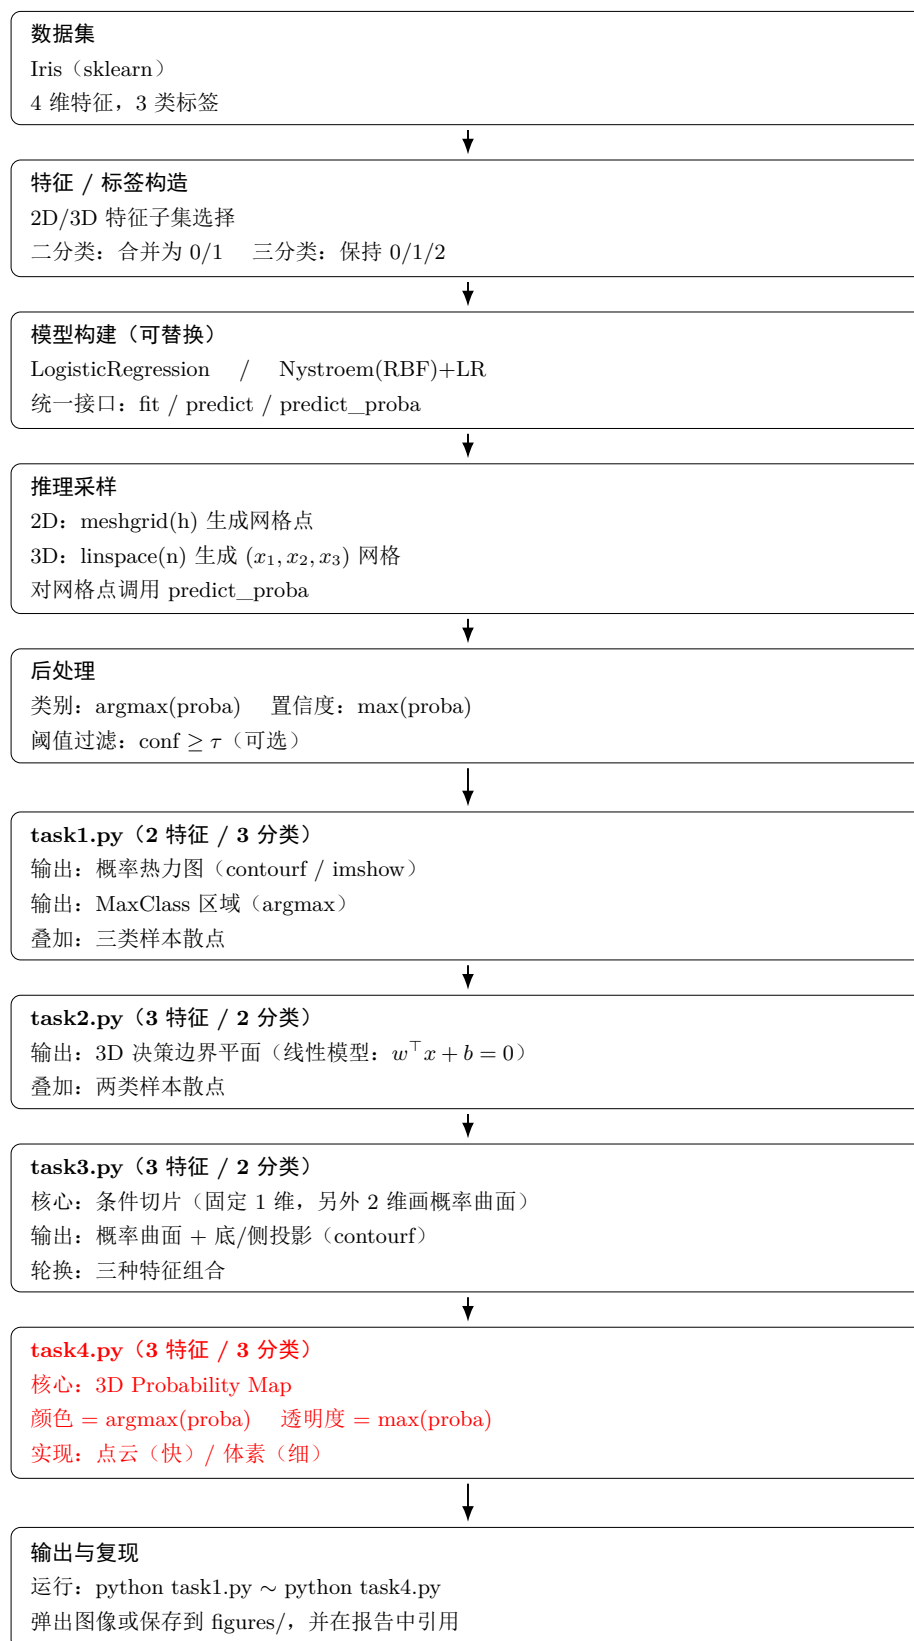 数据集
Iris（sklearn）
4 维特征，3 类标签
特征 / 标签构造
2D/3D 特征子集选择
二分类：合并为 0/1 三分类：保持 0/1/2
模型构建（可替换）
LogisticRegression / Nystroem(RBF)+LR
统一接口：fit / predict / predict_proba
推理采样
2D：meshgrid(h) 生成网格点
3D：linspace(n) 生成 (x₁, x₂, x₃) 网格
对网格点调用 predict_proba
后处理
类别：argmax(proba) 置信度：max(proba)
阈值过滤：conf ≥ τ（可选）
task1.py（2 特征 / 3 分类）
输出：概率热力图（contourf / imshow）
输出：MaxClass 区域（argmax）
叠加：三类样本散点
task2.py（3 特征 / 2 分类）
输出：3D 决策边界平面（线性模型：w⊤x + b = 0）
叠加：两类样本散点
task3.py（3 特征 / 2 分类）
核心：条件切片（固定 1 维，另外 2 维画概率曲面）
输出：概率曲面 + 底/侧投影（contourf）
轮换：三种特征组合
task4.py（3 特征 / 3 分类）
核心：3D Probability Map
颜色 = argmax(proba) 透明度 = max(proba)
实现：点云（快）/ 体素（细）
输出与复现
运行：python task1.py ∼ python task4.py
弹出图像或保存到 figures/，并在报告中引用